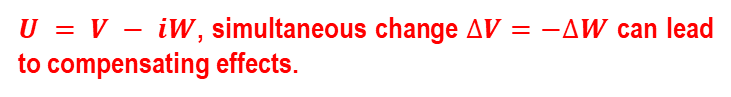 U = V − iW, simultaneous change ΔV = −ΔW can lead
to compensating effects.